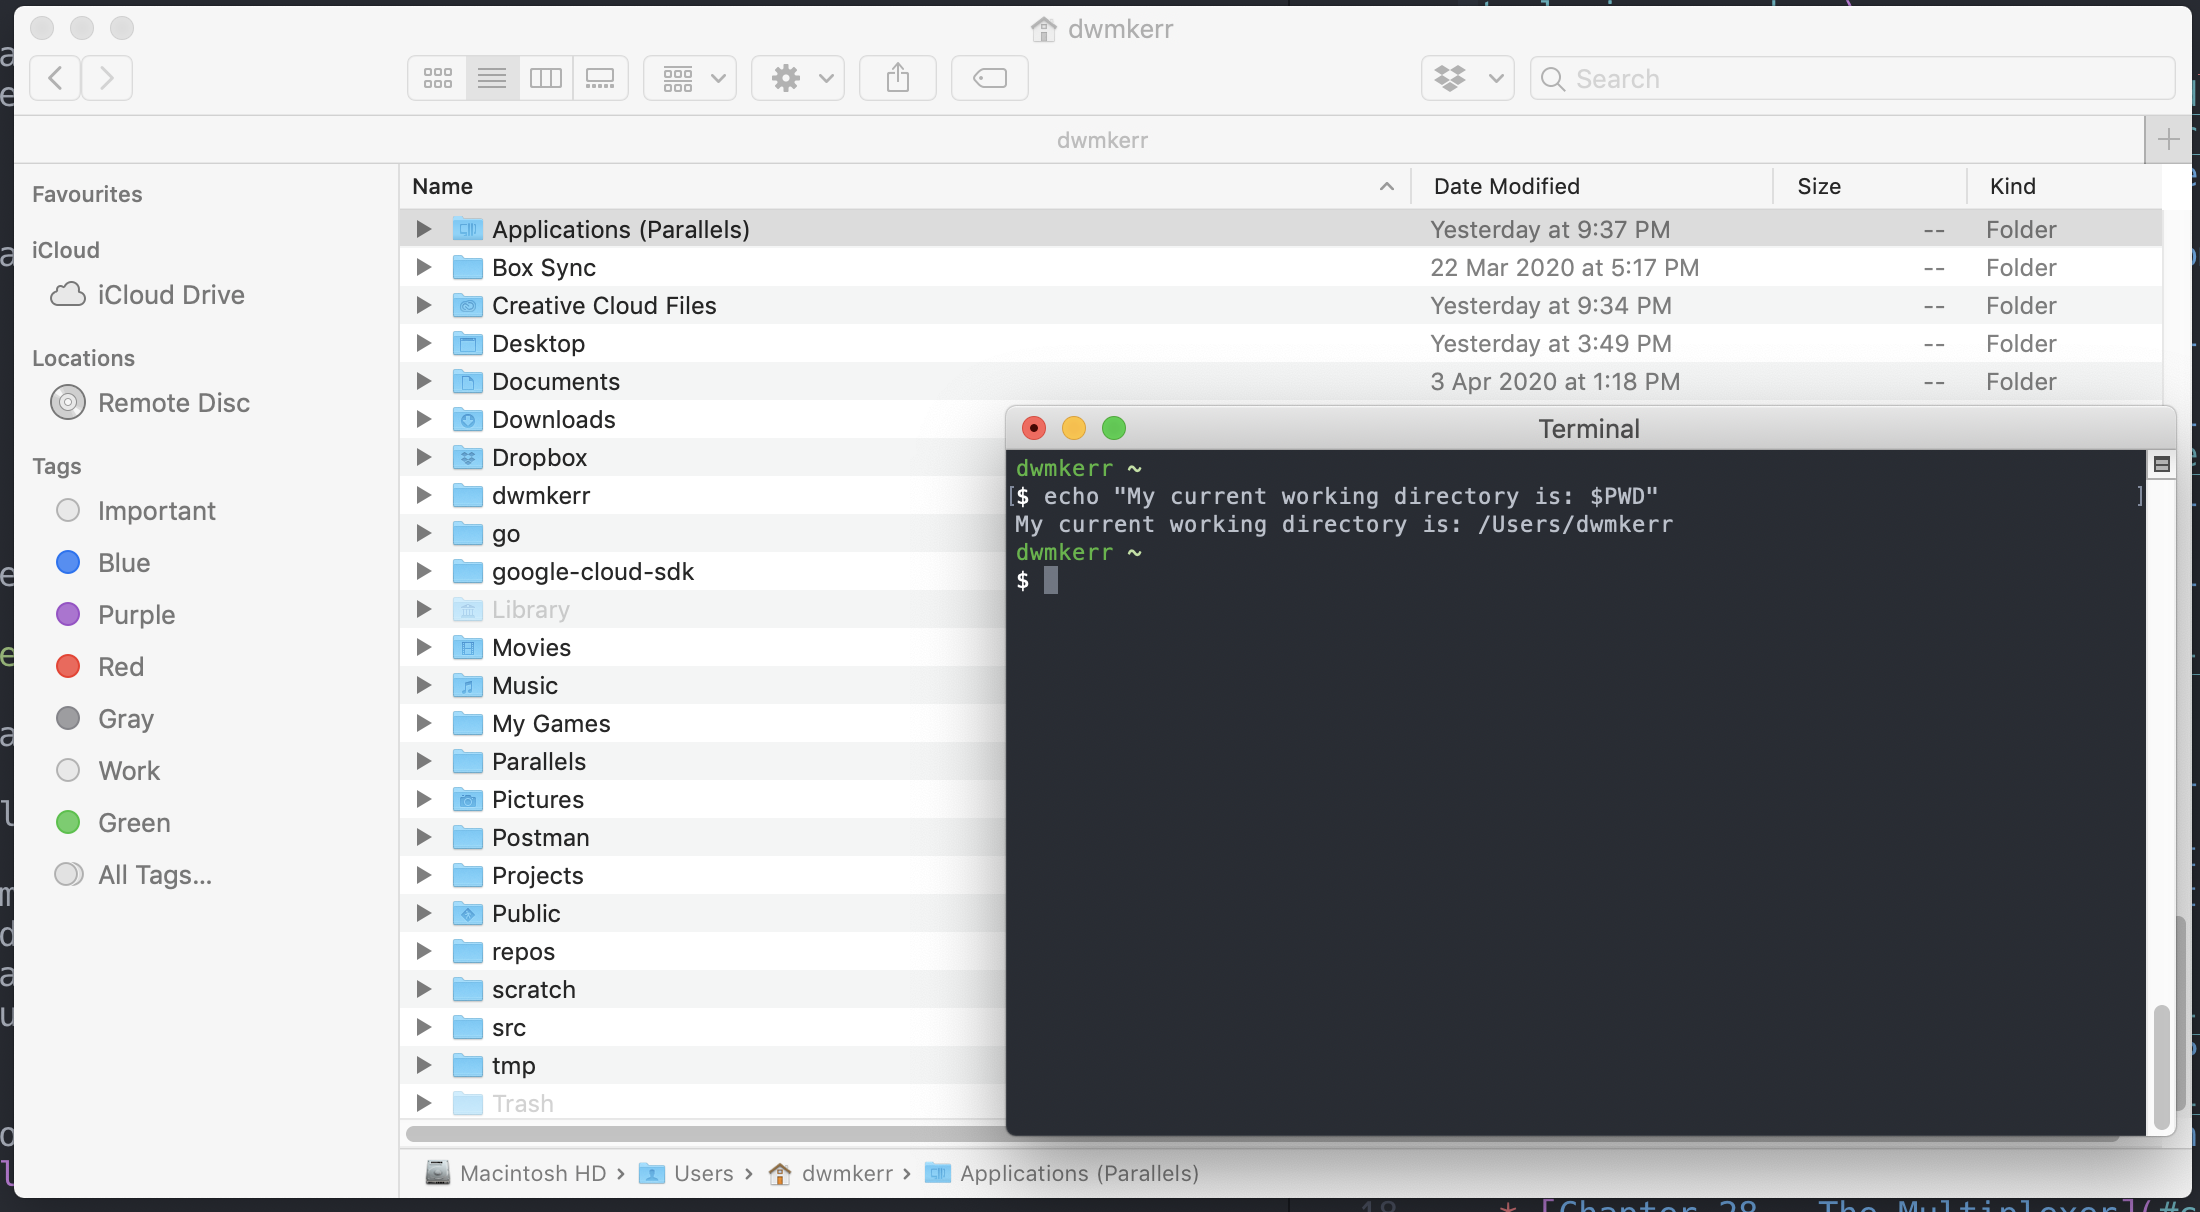 dwmkerr
Search
dwmkerr
Favourites
iCloud
iCloud Drive
Locations
Remote Disc
Tags
Important
Blue
Purple
Red
Gray
Work
Green
All Tags...
Name Date Modified Size Kind
Applications (Parallels) Yesterday at 9:37 PM -- Folder
Box Sync 22 Mar 2020 at 5:17 PM -- Folder
Creative Cloud Files Yesterday at 9:34 PM -- Folder
Desktop Yesterday at 3:49 PM -- Folder
Documents 3 Apr 2020 at 1:18 PM -- Folder
Downloads
Dropbox
dwmkerr
go
google-cloud-sdk
Library
Movies
Music
My Games
Parallels
Pictures
Postman
Projects
Public
repos
scratch
src
tmp
Trash
Terminal
dwmkerr ~
[$ echo "My current working directory is: $PWD" ]
My current working directory is: /Users/dwmkerr
dwmkerr ~
$
Macintosh HD › Users › dwmkerr › Applications (Parallels)
18 * [Chapter 28 The Multiplexer](#c